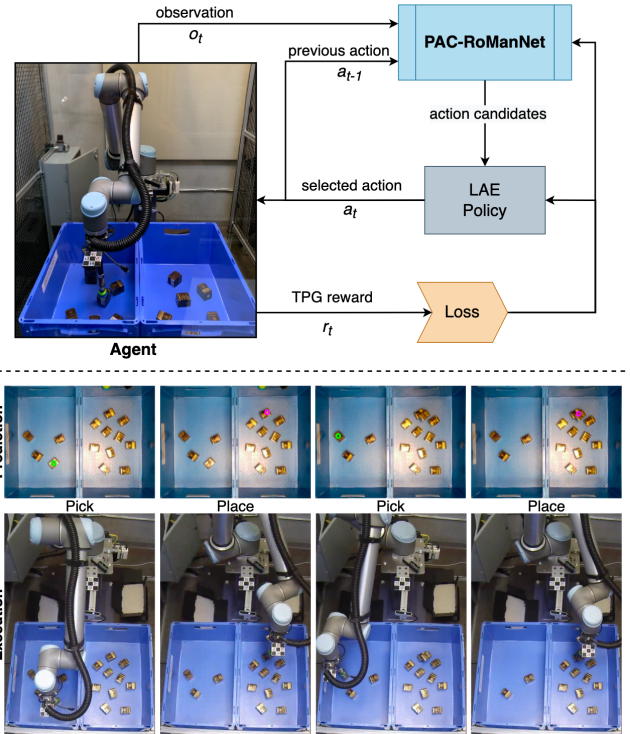 observation
o_t
PAC-RoManNet
previous action
a_{t-1}
action candidates
selected action
a_t
LAE
Policy
TPG reward
r_t
Loss
Agent
Pick
Place
Pick
Place